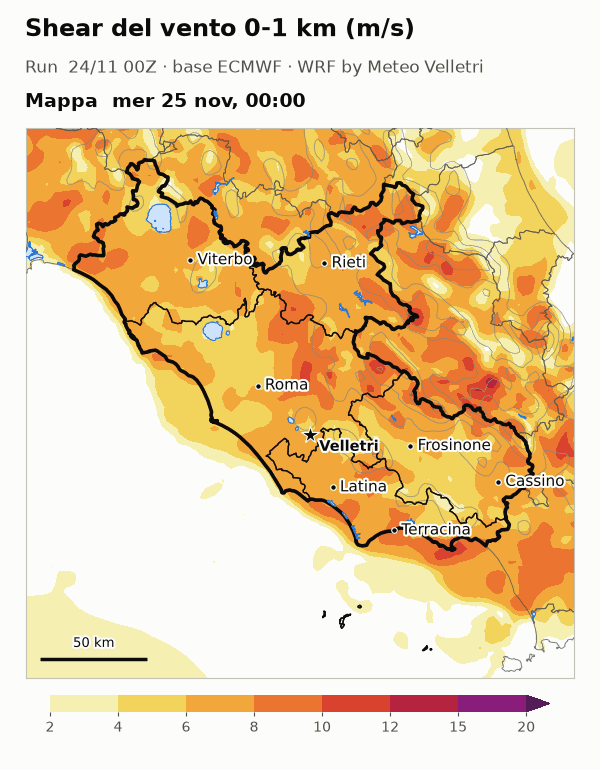 Shear del vento 0-1 km (m/s)
Run  24/11 00Z · base ECMWF · WRF by Meteo Velletri
Mappa  mer 25 nov, 00:00
Viterbo
Rieti
Roma
Velletri
Frosinone
Cassino
Latina
Terracina
50 km
2 4 6 8 10 12 15 20